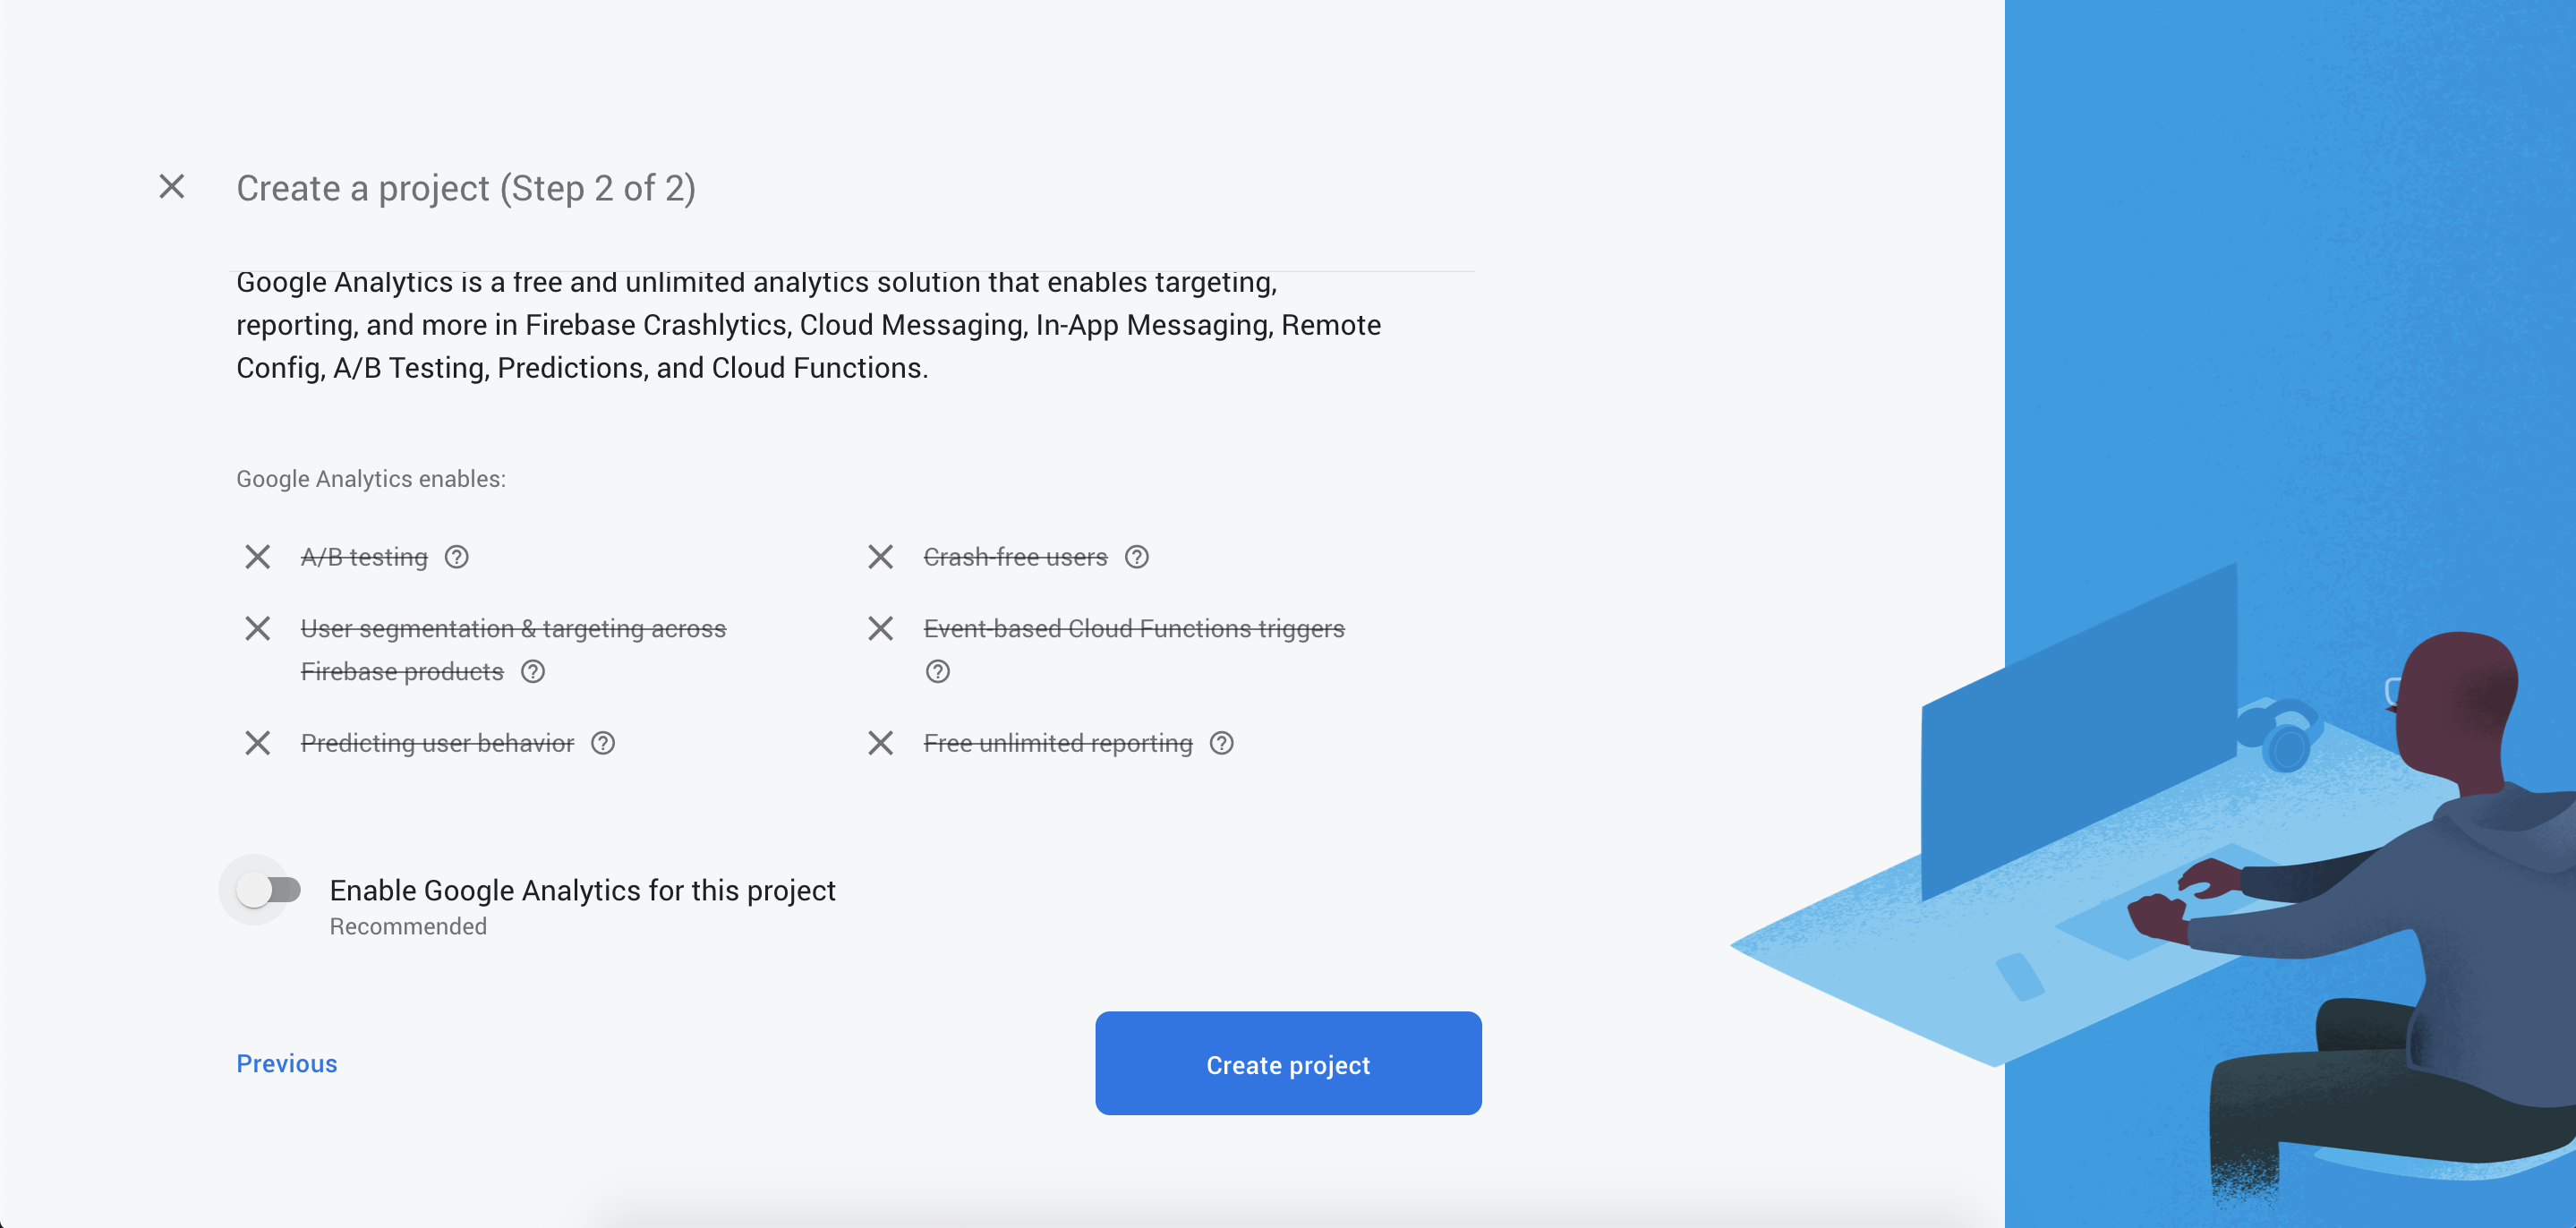 Create a project (Step 2 of 2)
Google Analytics is a free and unlimited analytics solution that enables targeting,
reporting, and more in Firebase Crashlytics, Cloud Messaging, In-App Messaging, Remote
Config, A/B Testing, Predictions, and Cloud Functions.
Google Analytics enables:
A/B testing
Crash-free users
User segmentation & targeting across
Firebase products
Event-based Cloud Functions triggers
Predicting user behavior
Free unlimited reporting
Enable Google Analytics for this project
Recommended
Previous
Create project